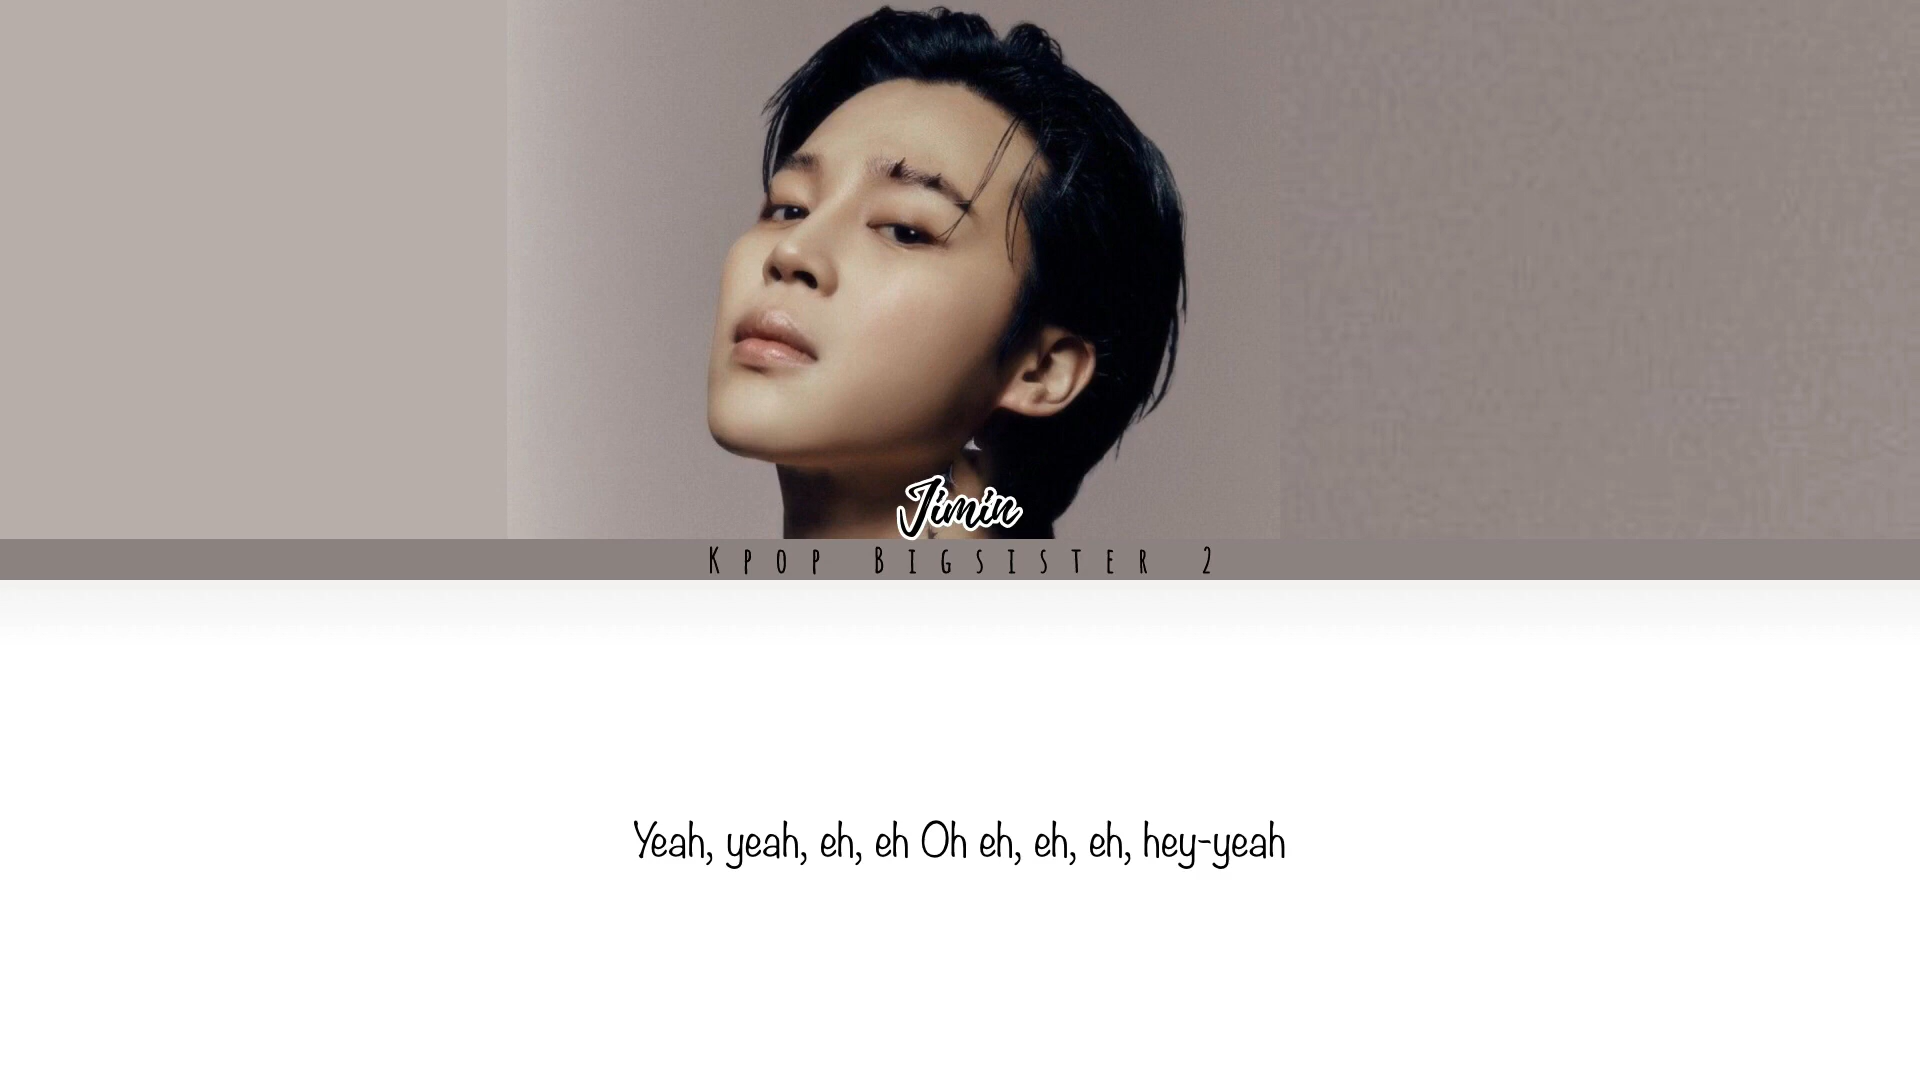 Jimin
Kpop Bigsister 2
Yeah, yeah, eh, eh Oh eh, eh, eh, hey-yeah